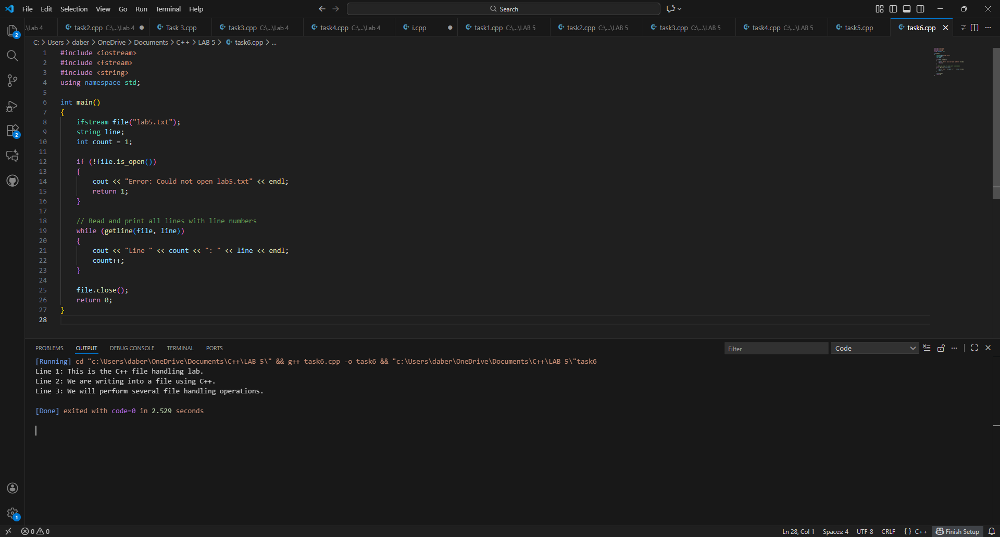 File Edit Selection View Go Run Terminal Help
Search
.\Lab 4 task2.cpp C:\...\Lab 4 Task 3.cpp task3.cpp C:\...\Lab 4 task4.cpp C:\...\Lab 4 i.cpp task1.cpp C:\...\LAB 5 task2.cpp C:\...\LAB 5 task3.cpp C:\...\LAB 5 task4.cpp C:\...\LAB 5 task5.cpp task6.cpp
C: > Users > daber > OneDrive > Documents > C++ > LAB 5 > task6.cpp > ...
2
2
1 #include <iostream>
2 #include <fstream>
3 #include <string>
4 using namespace std;
5
6 int main()
7 {
8 ifstream file("lab5.txt");
9 string line;
10 int count = 1;
11
12 if (!file.is_open())
13 {
14 cout << "Error: Could not open lab5.txt" << endl;
15 return 1;
16 }
17
18 // Read and print all lines with line numbers
19 while (getline(file, line))
20 {
21 cout << "Line " << count << ": " << line << endl;
22 count++;
23 }
24
25 file.close();
26 return 0;
27 }
28
PROBLEMS OUTPUT DEBUG CONSOLE TERMINAL PORTS
Filter
Code
[Running] cd "c:\Users\daber\OneDrive\Documents\C++\LAB 5\" && g++ task6.cpp -o task6 && "c:\Users\daber\OneDrive\Documents\C++\LAB 5\"task6
Line 1: This is the C++ file handling lab.
Line 2: We are writing into a file using C++.
Line 3: We will perform several file handling operations.
[Done] exited with code=0 in 2.529 seconds
1
0 0
Ln 28, Col 1 Spaces: 4 UTF-8 CRLF {} C++ Finish Setup